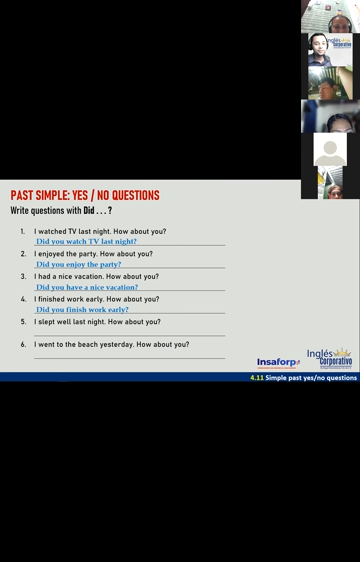 Inglés
Corporativo
PAST SIMPLE: YES / NO QUESTIONS
Write questions with Did . . . ?
1. I watched TV last night. How about you?
Did you watch TV last night?
2. I enjoyed the party. How about you?
Did you enjoy the party?
3. I had a nice vacation. How about you?
Did you have a nice vacation?
4. I finished work early. How about you?
Did you finish work early?
5. I slept well last night. How about you?
6. I went to the beach yesterday. How about you?
Insaforp
Inglés
Corporativo
4.11 Simple past yes/no questions